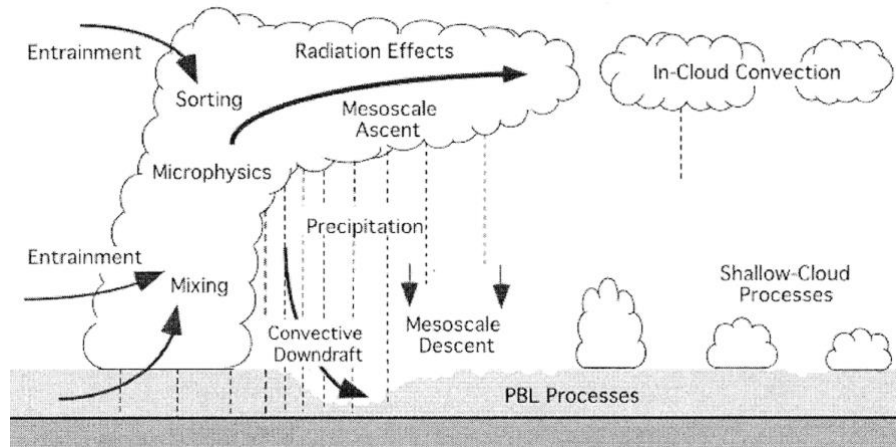 Entrainment
Radiation Effects
In-Cloud Convection
Sorting
Mesoscale
Ascent
Microphysics
Precipitation
Entrainment
Mixing
Shallow-Cloud
Processes
Convective
Downdraft
Mesoscale
Descent
PBL Processes